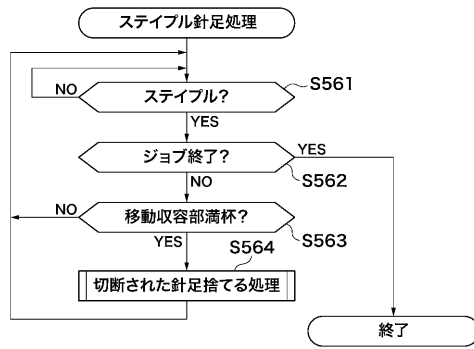 ステイプル針足処理
ステイプル?
S561
NO
YES
ジョブ終了?
YES
S562
NO
移動収容部満杯?
NO
S563
YES
S564
切断された針足捨てる処理
終了